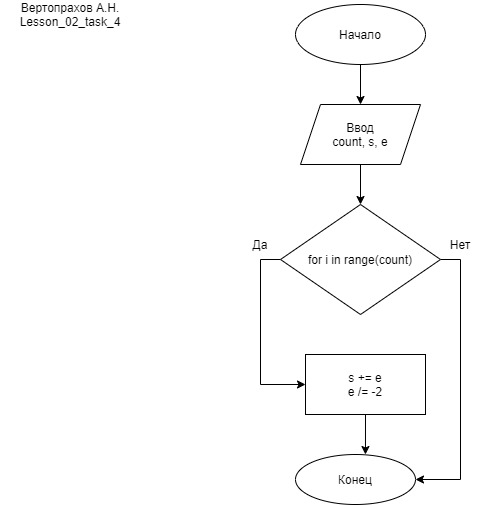 Вертопрахов А.Н.
Lesson_02_task_4
Начало
Ввод
count, s, e
Да
Нет
for i in range(count)
s += e
e /= -2
Конец